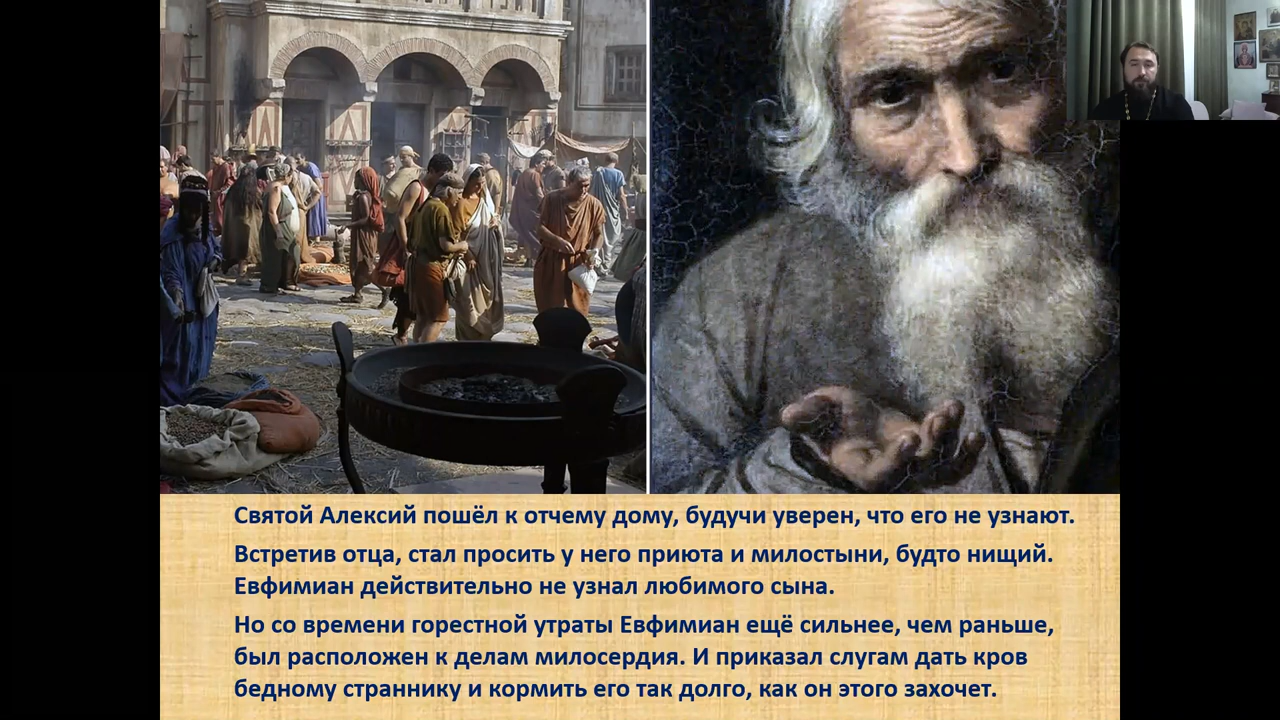 Святой Алексий пошёл к отчему дому, будучи уверен, что его не узнают.
Встретив отца, стал просить у него приюта и милостыни, будто нищий.
Евфимиан действительно не узнал любимого сына.
Но со времени горестной утраты Евфимиан ещё сильнее, чем раньше,
был расположен к делам милосердия. И приказал слугам дать кров
бедному страннику и кормить его так долго, как он этого захочет.